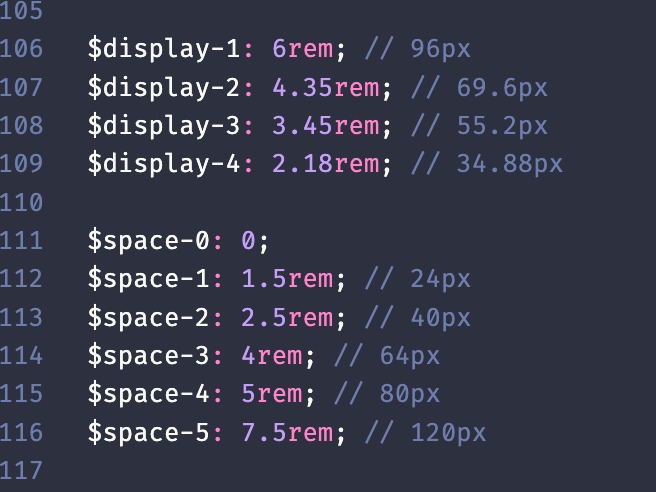 105
106 $display-1: 6rem; // 96px
107 $display-2: 4.35rem; // 69.6px
108 $display-3: 3.45rem; // 55.2px
109 $display-4: 2.18rem; // 34.88px
110
111 $space-0: 0;
112 $space-1: 1.5rem; // 24px
113 $space-2: 2.5rem; // 40px
114 $space-3: 4rem; // 64px
115 $space-4: 5rem; // 80px
116 $space-5: 7.5rem; // 120px
117